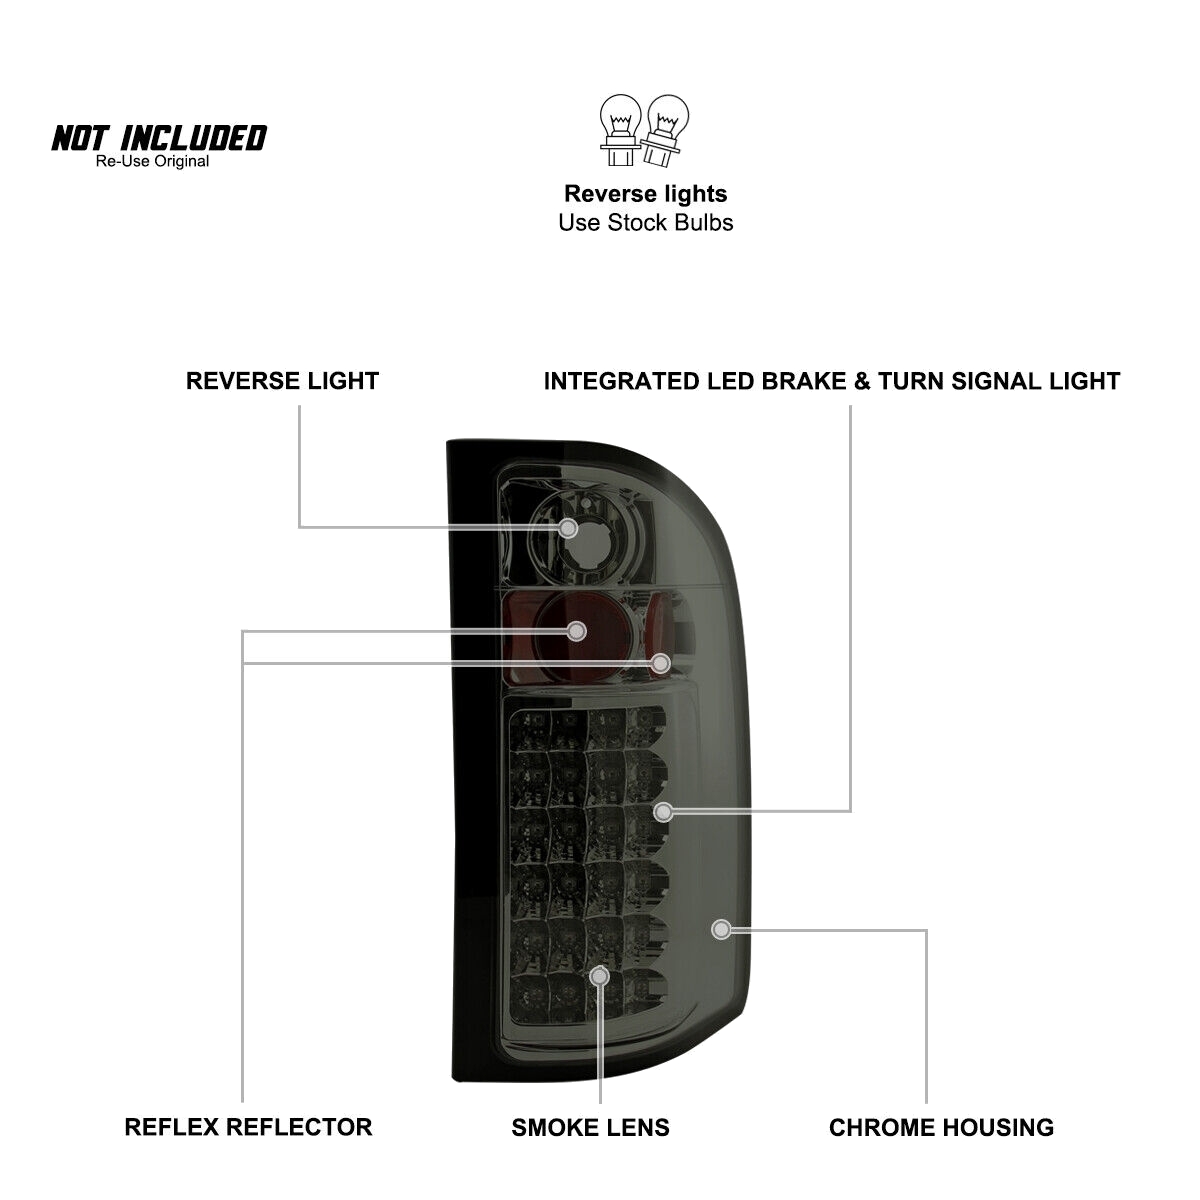 NOT INCLUDED
Re-Use Original
Reverse lights
Use Stock Bulbs
REVERSE LIGHT
INTEGRATED LED BRAKE & TURN SIGNAL LIGHT
REFLEX REFLECTOR
SMOKE LENS
CHROME HOUSING